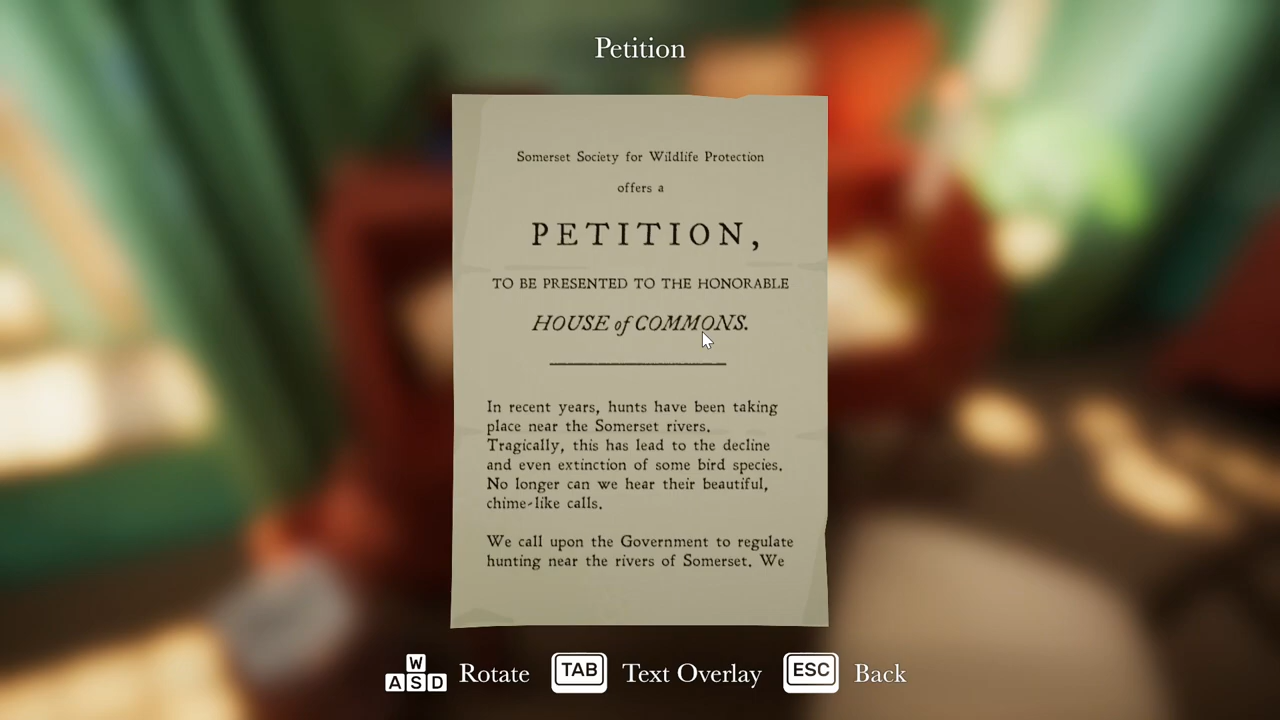 Petition
Somerset Society for Wildlife Protection
offers a
PETITION,
TO BE PRESENTED TO THE HONORABLE
HOUSE of COMMONS.
In recent years, hunts have been taking
place near the Somerset rivers.
Tragically, this has lead to the decline
and even extinction of some bird species.
No longer can we hear their beautiful,
chime-like calls.
We call upon the Government to regulate
hunting near the rivers of Somerset. We
W
A S D Rotate TAB Text Overlay ESC Back